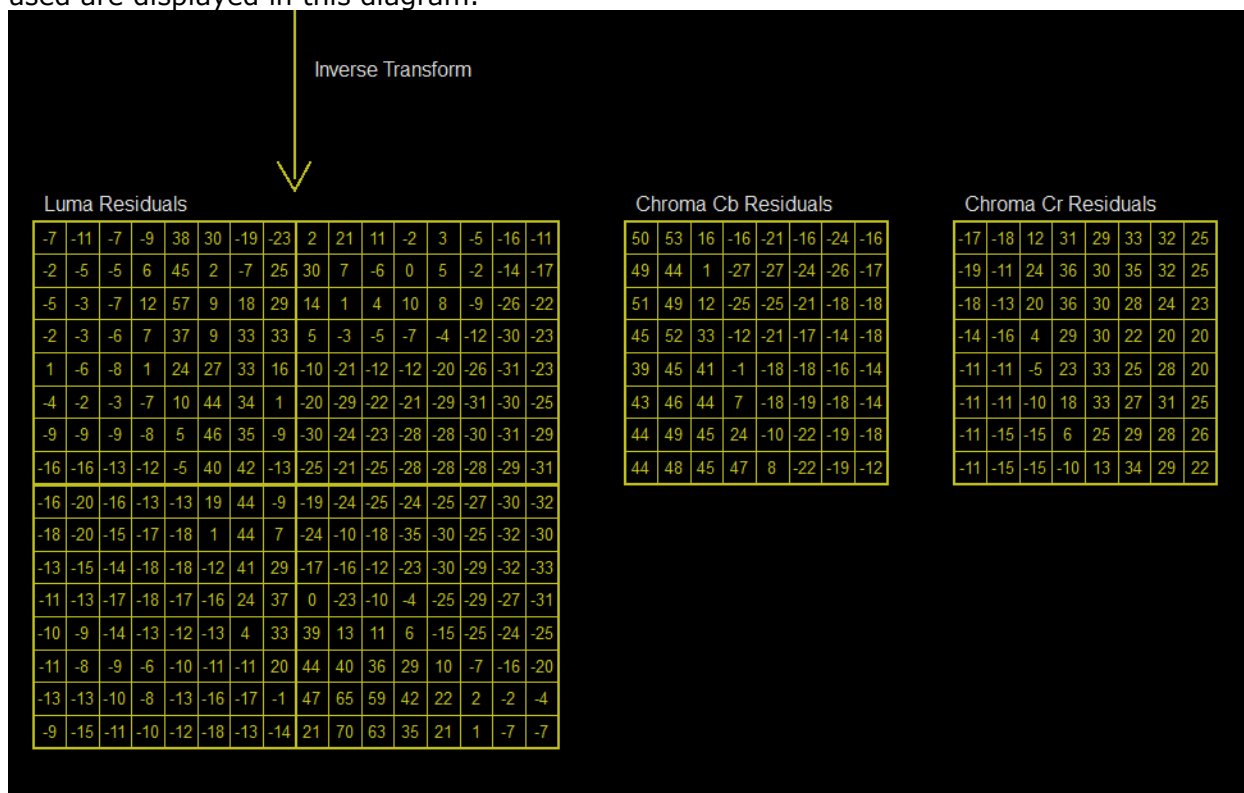 used are displayed in this diagram:
Inverse Transform
Luma Residuals
-7 -11 -7 -9 38 30 -19 -23 2 21 11 -2 3 -5 -16 -11
-2 -5 -5 6 45 2 -7 25 30 7 -6 0 5 -2 -14 -17
-5 -3 -7 12 57 9 18 29 14 1 4 10 8 -9 -26 -22
-2 -3 -6 7 37 9 33 33 5 -3 -5 -7 -4 -12 -30 -23
1 -6 -8 1 24 27 33 16 -10 -21 -12 -12 -20 -26 -31 -23
-4 -2 -3 -7 10 44 34 1 -20 -29 -22 -21 -29 -31 -30 -25
-9 -9 -9 -8 5 46 35 -9 -30 -24 -23 -28 -28 -30 -31 -29
-16 -16 -13 -12 -5 40 42 -13 -25 -21 -25 -28 -28 -28 -29 -31
-16 -20 -16 -13 -13 19 44 -9 -19 -24 -25 -24 -25 -27 -30 -32
-18 -20 -15 -17 -18 1 44 7 -24 -10 -18 -35 -30 -25 -32 -30
-13 -15 -14 -18 -18 -12 41 29 -17 -16 -12 -23 -30 -29 -32 -33
-11 -13 -17 -18 -17 -16 24 37 0 -23 -10 -4 -25 -29 -27 -31
-10 -9 -14 -13 -12 -13 4 33 39 13 11 6 -15 -25 -24 -25
-11 -8 -9 -6 -10 -11 -11 20 44 40 36 29 10 -7 -16 -20
-13 -13 -10 -8 -13 -16 -17 -1 47 65 59 42 22 2 -2 -4
-9 -15 -11 -10 -12 -18 -13 -14 21 70 63 35 21 1 -7 -7
Chroma Cb Residuals
50 53 16 -16 -21 -16 -24 -16
49 44 1 -27 -27 -24 -26 -17
51 49 12 -25 -25 -21 -18 -18
45 52 33 -12 -21 -17 -14 -18
39 45 41 -1 -18 -18 -16 -14
43 46 44 7 -18 -19 -18 -14
44 49 45 24 -10 -22 -19 -18
44 48 45 47 8 -22 -19 -12
Chroma Cr Residuals
-17 -18 12 31 29 33 32 25
-19 -11 24 36 30 35 32 25
-18 -13 20 36 30 28 24 23
-14 -16 4 29 30 22 20 20
-11 -11 -5 23 33 25 28 20
-11 -11 -10 18 33 27 31 25
-11 -15 -15 6 25 29 28 26
-11 -15 -15 -10 13 34 29 22